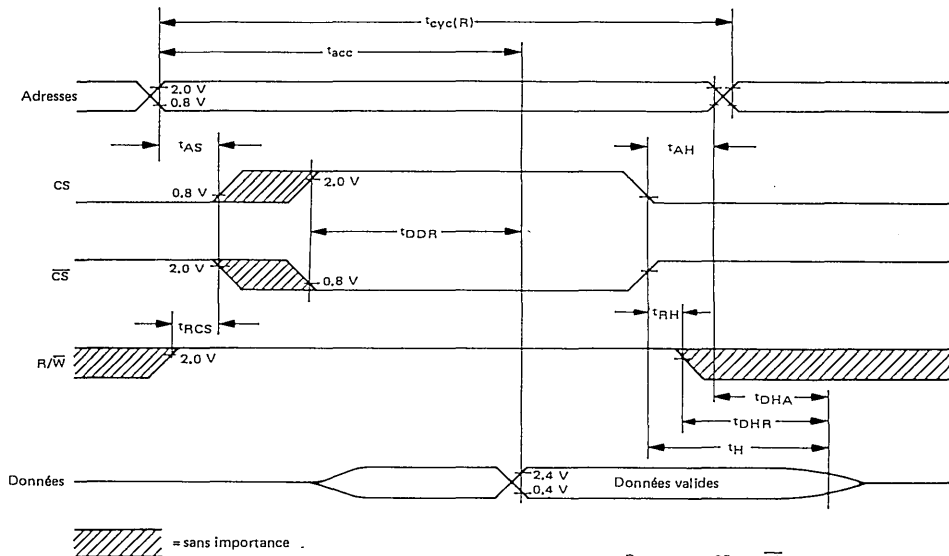 tcyc(R)
tacc
Adresses
2.0 V
0.8 V
tAS
tAH
CS
0.8 V
2.0 V
tDDR
CS
2.0 V
0.8 V
tRCS
tRH
R/W
2.0 V
tDHA
tDHR
tH
Données
2,4 V
0,4 V
Données valides
= sans importance